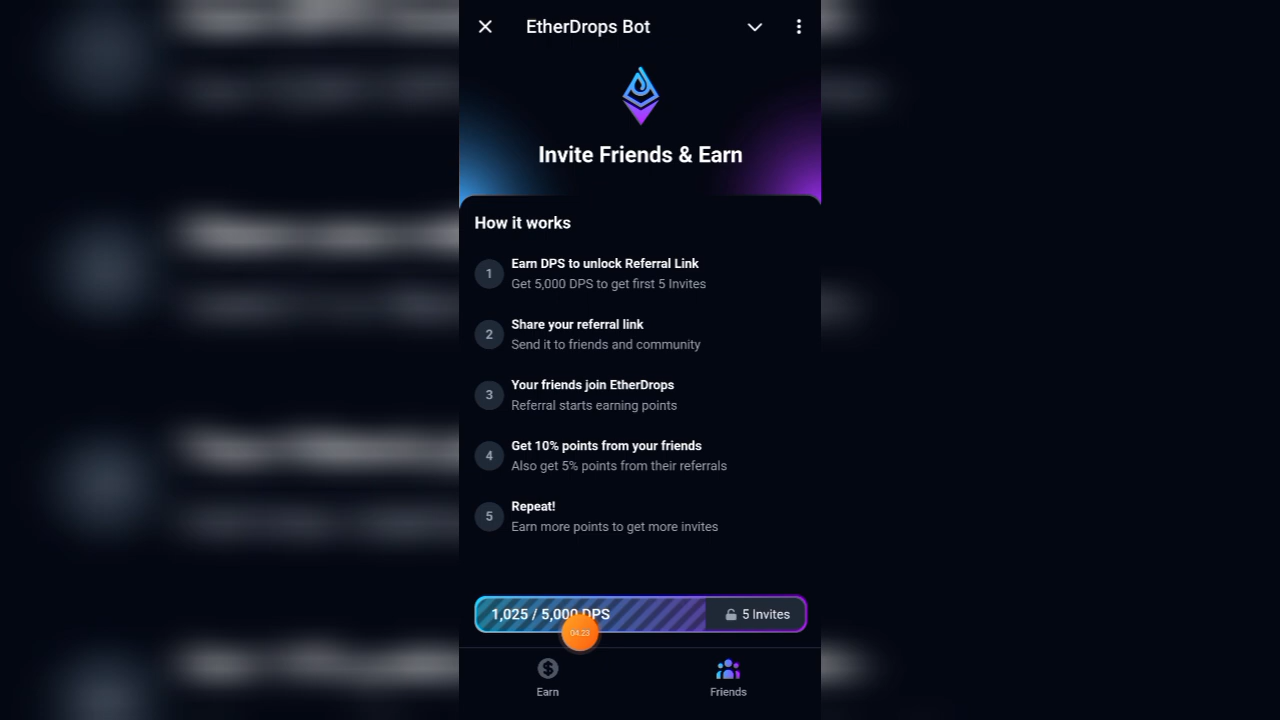 EtherDrops Bot
Invite Friends & Earn
How it works
1
Earn DPS to unlock Referral Link
Get 5,000 DPS to get first 5 Invites
2
Share your referral link
Send it to friends and community
3
Your friends join EtherDrops
Referral starts earning points
4
Get 10% points from your friends
Also get 5% points from their referrals
5
Repeat!
Earn more points to get more invites
1,025 / 5,000 DPS
5 Invites
04:23
Earn
Friends